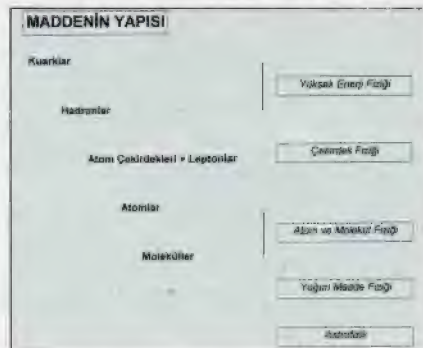 MADDENİN YAPISI
Kuarklar
Yüksek Enerji Fiziği
Hadronlar
Atom Çekirdekleri + Leptonlar
Çekirdek Fiziği
Atomlar
Atom ve Molekül Fiziği
Moleküller
Yoğun Madde Fiziği
Astrofizik